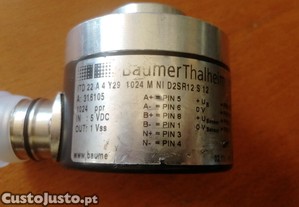 BaumerThalheim
ITD 22 A 4 Y29 1024 M NI D2SR12 S 12
A: 316105
1024 ppr
IN : 5 VDC
OUT: 1 Vss
www.baume
A+ = PIN 5
A- = PIN 6
B+ = PIN 8
B- = PIN 1
N+ = PIN 3
N- = PIN 4
CustoJusto.pt